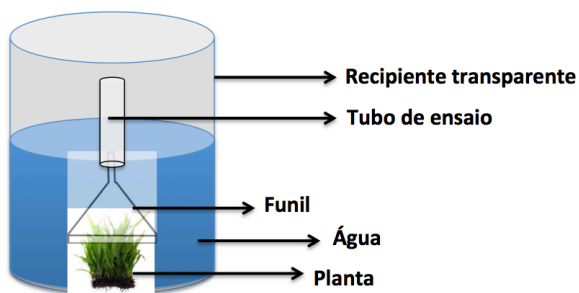 Recipiente transparente
Tubo de ensaio
Funil
Água
Planta